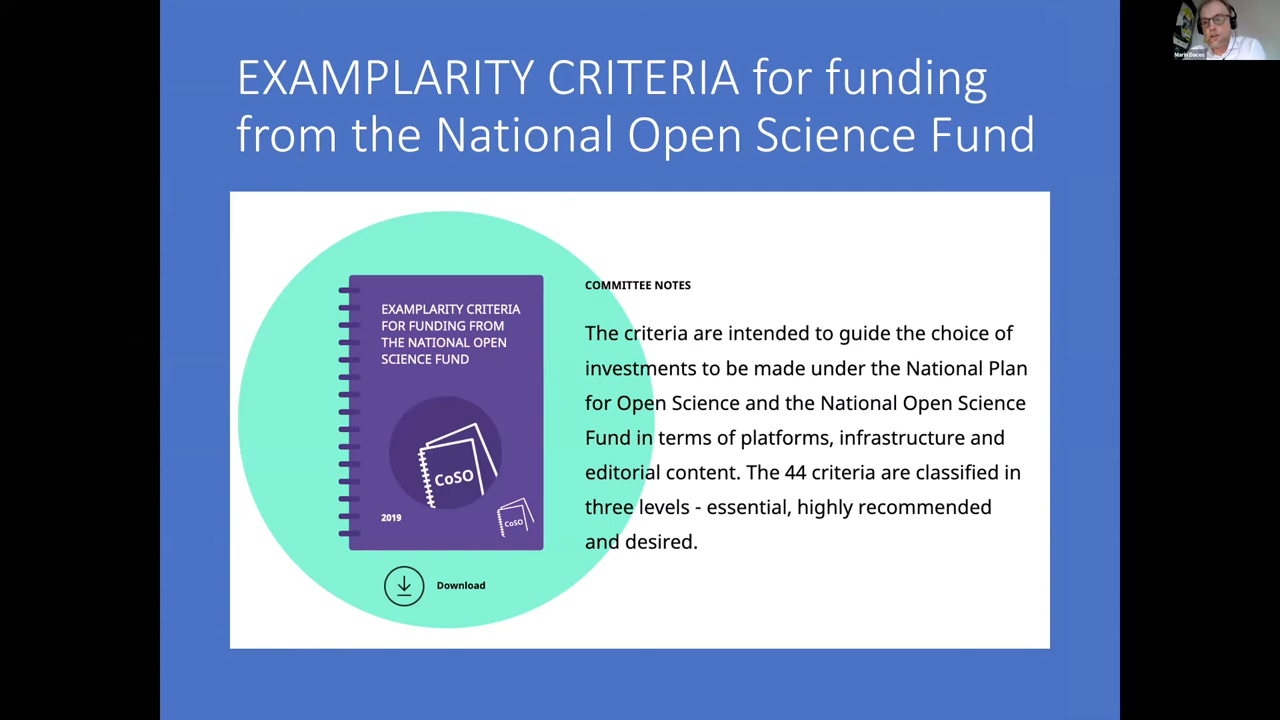 EXAMPLARITY CRITERIA for funding
from the National Open Science Fund
Marin Dacos
EXAMPLARITY CRITERIA
FOR FUNDING FROM
THE NATIONAL OPEN
SCIENCE FUND
CoSO
2019
CoSO
Download
COMMITTEE NOTES
The criteria are intended to guide the choice of
investments to be made under the National Plan
for Open Science and the National Open Science
Fund in terms of platforms, infrastructure and
editorial content. The 44 criteria are classified in
three levels - essential, highly recommended
and desired.